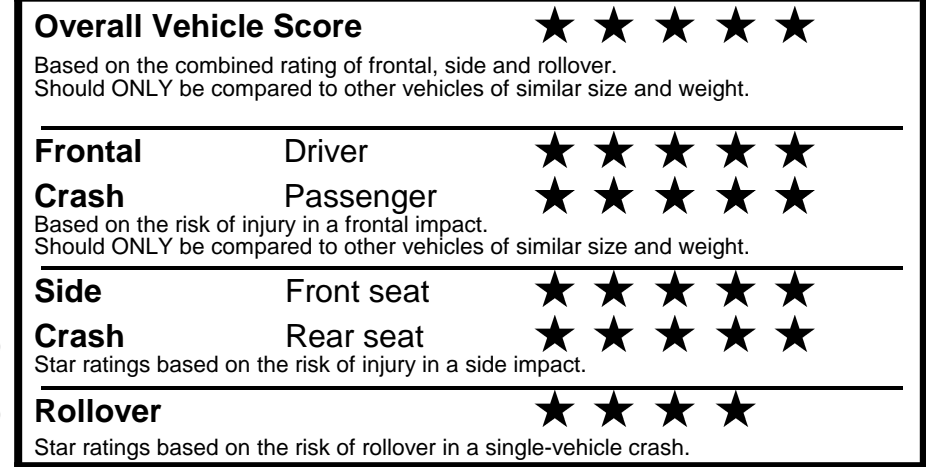 Overall Vehicle Score ★ ★ ★ ★ ★
Based on the combined rating of frontal, side and rollover.
Should ONLY be compared to other vehicles of similar size and weight.
Frontal Driver ★ ★ ★ ★ ★
Crash Passenger ★ ★ ★ ★ ★
Based on the risk of injury in a frontal impact.
Should ONLY be compared to other vehicles of similar size and weight.
Side Front seat ★ ★ ★ ★ ★
Crash Rear seat ★ ★ ★ ★ ★
Star ratings based on the risk of injury in a side impact.
Rollover ★ ★ ★ ★
Star ratings based on the risk of rollover in a single-vehicle crash.